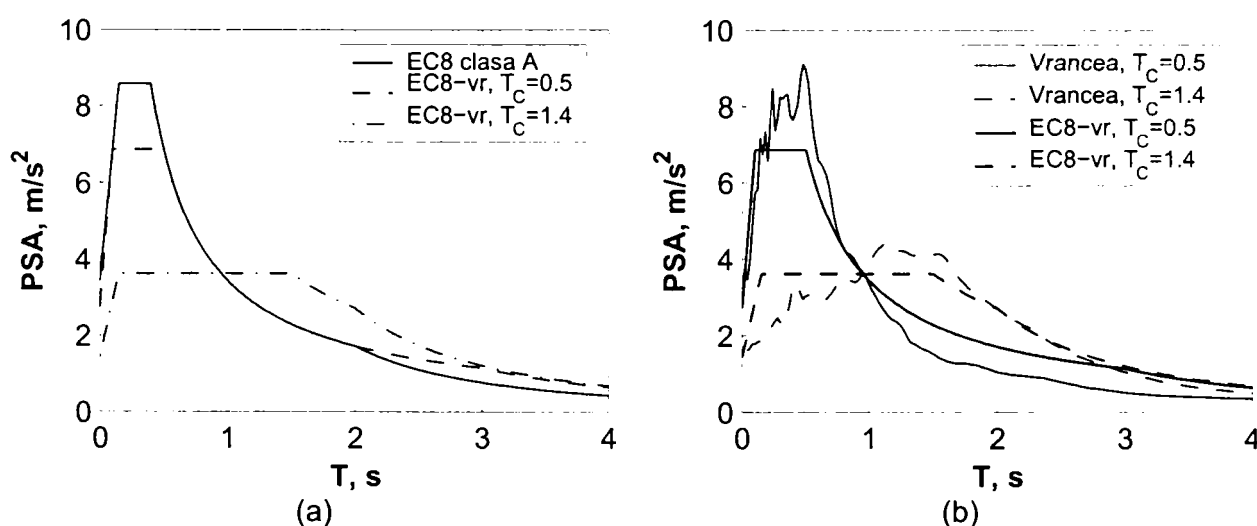 10
8
6
4
2
0
PSA, m/s²
EC8 clasa A
EC8-vr, T_C=0.5
EC8-vr, T_C=1.4
0 1 2 3 4
T, s
(a)
10
8
6
4
2
0
PSA, m/s²
Vrancea, T_C=0.5
Vrancea, T_C=1.4
EC8-vr, T_C=0.5
EC8-vr, T_C=1.4
0 1 2 3 4
T, s
(b)